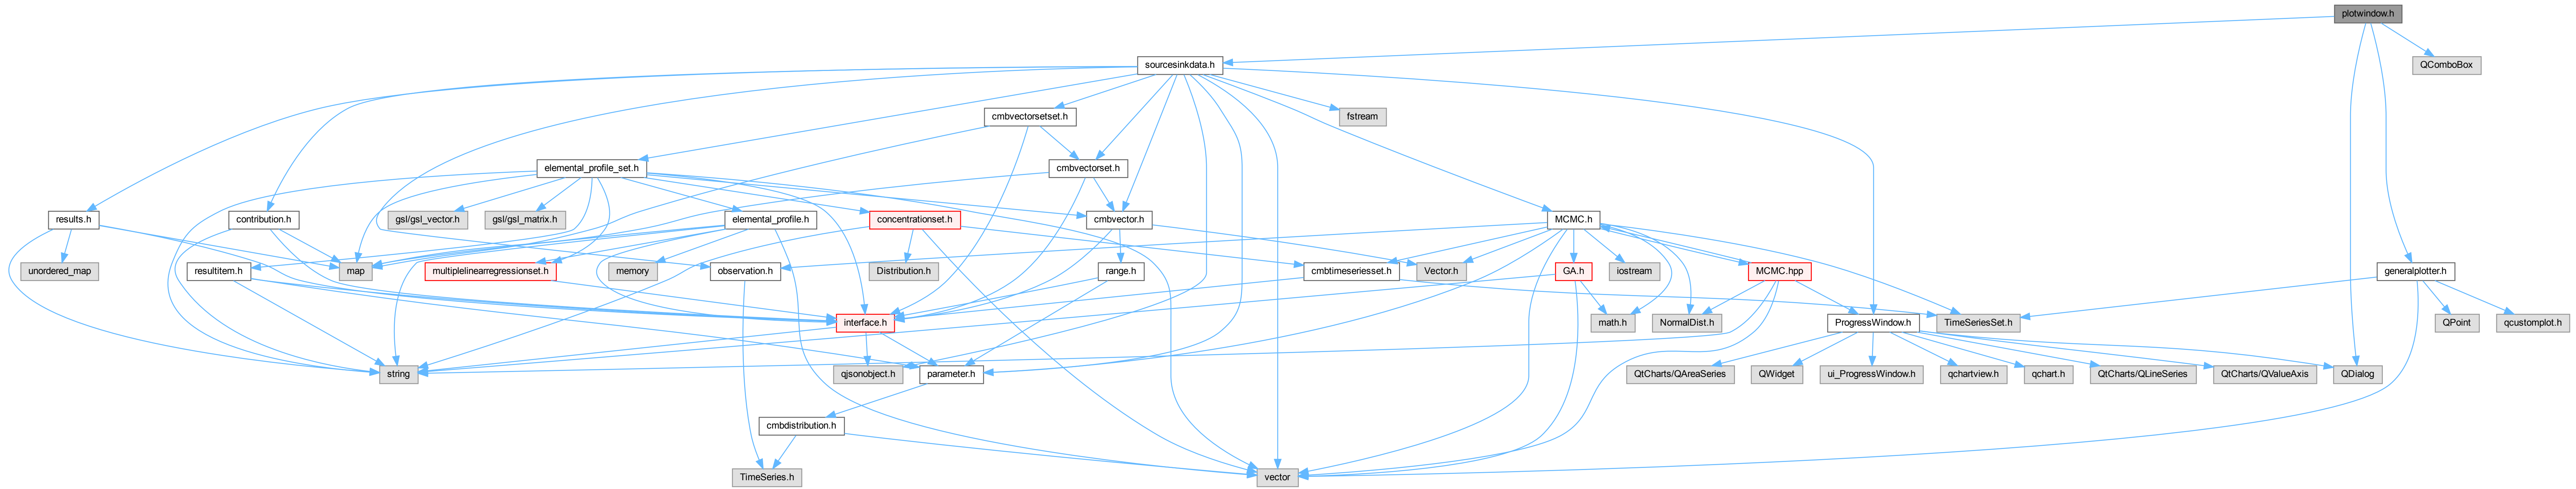 plotwindow.h
sourcesinkdata.h
QComboBox
cmbvectorsetset.h
fstream
elemental_profile_set.h
cmbvectorset.h
results.h
contribution.h
gsl/gsl_vector.h
gsl/gsl_matrix.h
elemental_profile.h
concentrationset.h
cmbvector.h
MCMC.h
unordered_map
map
resultitem.h
multiplelinearregressionset.h
memory
observation.h
Distribution.h
range.h
cmbtimeseriesset.h
Vector.h
GA.h
iostream
MCMC.hpp
generalplotter.h
interface.h
math.h
NormalDist.h
ProgressWindow.h
TimeSeriesSet.h
QPoint
qcustomplot.h
string
qjsonobject.h
parameter.h
QtCharts/QAreaSeries
QWidget
ui_ProgressWindow.h
qchartview.h
qchart.h
QtCharts/QLineSeries
QtCharts/QValueAxis
QDialog
cmbdistribution.h
TimeSeries.h
vector